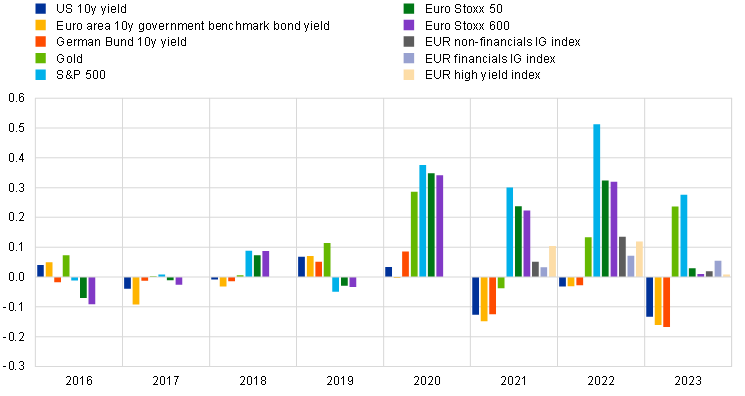 US 10y yield
Euro area 10y government benchmark bond yield
German Bund 10y yield
Gold
S&P 500
Euro Stoxx 50
Euro Stoxx 600
EUR non-financials IG index
EUR financials IG index
EUR high yield index
0.6
0.5
0.4
0.3
0.2
0.1
0.0
-0.1
-0.2
-0.3
2016 2017 2018 2019 2020 2021 2022 2023